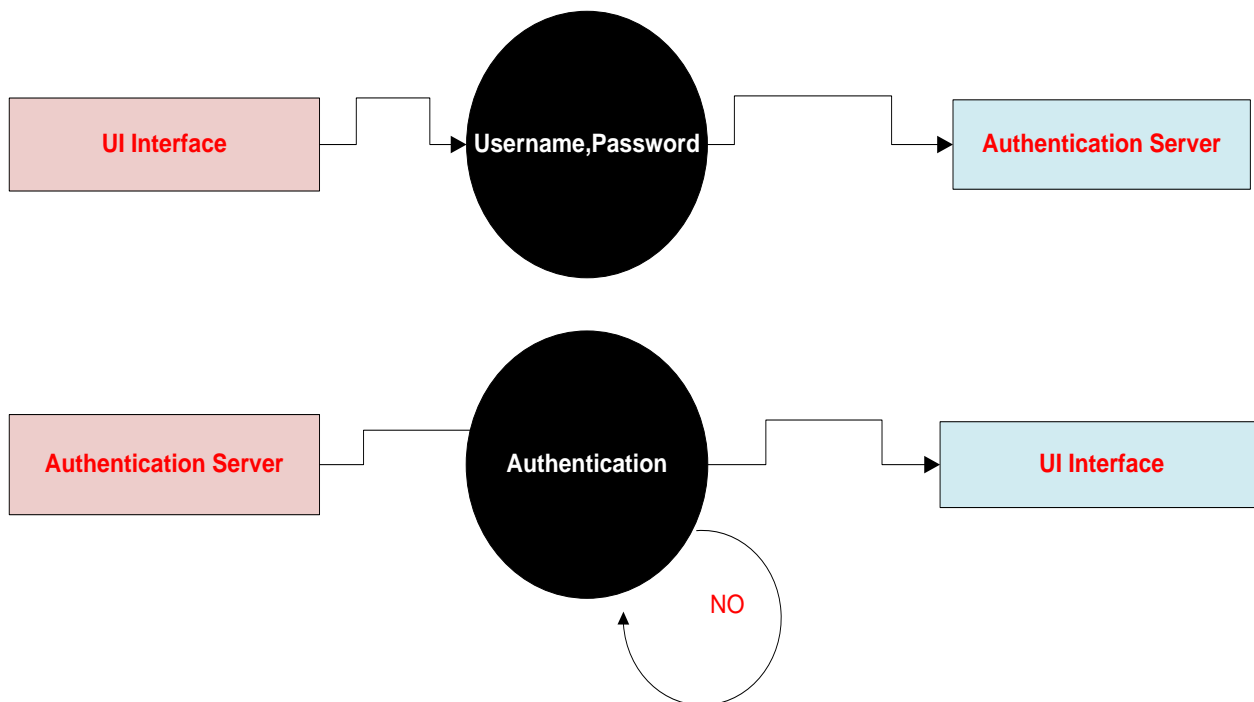 UI Interface
Username,Password
Authentication Server
Authentication Server
Authentication
UI Interface
NO